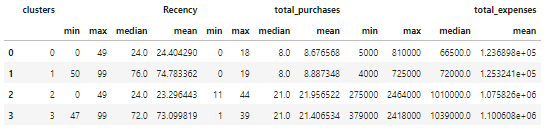 clusters Recency total_purchases total_expenses
min max median mean min max median mean min max median mean
0 0 0 49 24.0 24.404290 0 18 8.0 8.676568 5000 810000 66500.0 1.236898e+05
1 1 50 99 76.0 74.783362 0 19 8.0 8.887348 4000 725000 72000.0 1.253241e+05
2 2 0 49 24.0 23.296443 11 44 21.0 21.956522 275000 2464000 1010000.0 1.075826e+06
3 3 47 99 72.0 73.099819 1 39 21.0 21.406534 379000 2418000 1039000.0 1.100608e+06